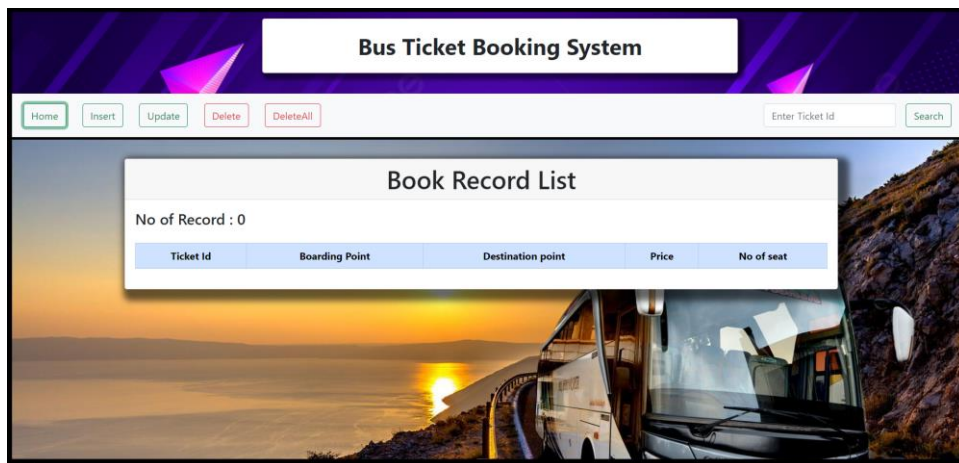 Bus Ticket Booking System
Home Insert Update Delete DeleteAll Enter Ticket Id Search
Book Record List
No of Record : 0
Ticket Id Boarding Point Destination point Price No of seat